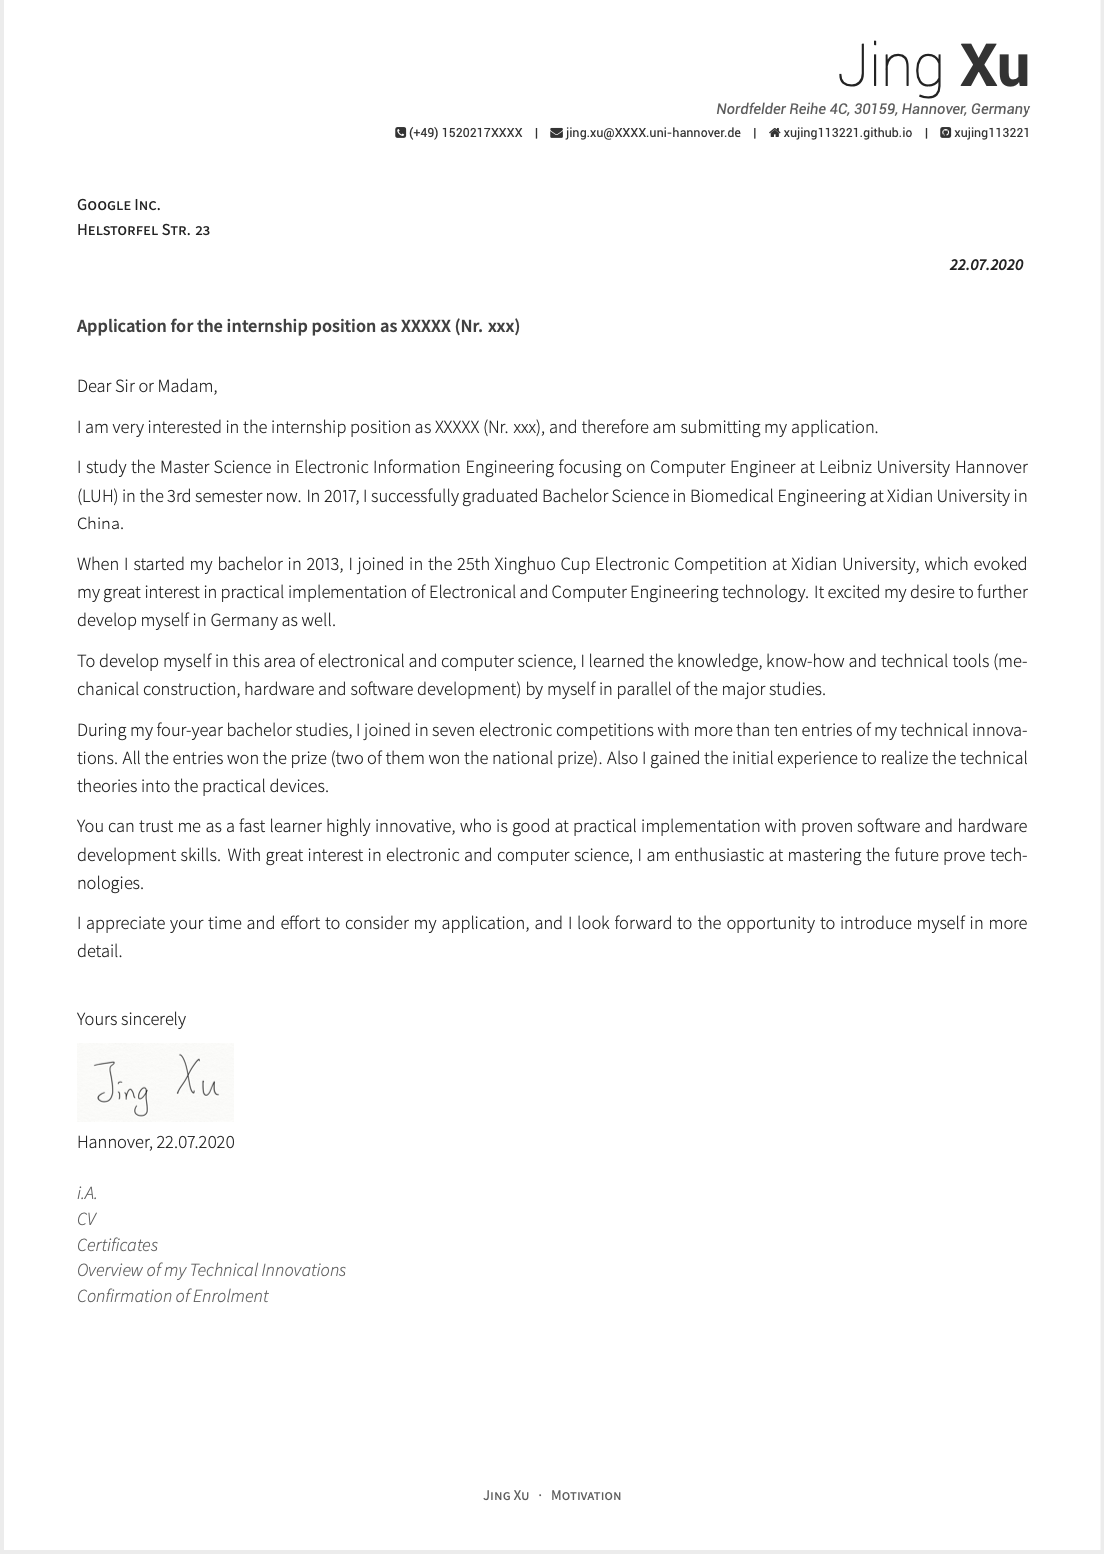 Jing Xu
Nordfelder Reihe 4C, 30159, Hannover, Germany
(+49) 1520217XXXX | jing.xu@XXXX.uni-hannover.de | xujing113221.github.io | xujing113221
Google Inc.
Helstorfel Str. 23
22.07.2020
Application for the internship position as XXXXX (Nr. xxx)
Dear Sir or Madam,
I am very interested in the internship position as XXXXX (Nr. xxx), and therefore am submitting my application.
I study the Master Science in Electronic Information Engineering focusing on Computer Engineer at Leibniz University Hannover
(LUH) in the 3rd semester now. In 2017, I successfully graduated Bachelor Science in Biomedical Engineering at Xidian University in
China.
When I started my bachelor in 2013, I joined in the 25th Xinghuo Cup Electronic Competition at Xidian University, which evoked
my great interest in practical implementation of Electronical and Computer Engineering technology. It excited my desire to further
develop myself in Germany as well.
To develop myself in this area of electronical and computer science, I learned the knowledge, know-how and technical tools (me-
chanical construction, hardware and software development) by myself in parallel of the major studies.
During my four-year bachelor studies, I joined in seven electronic competitions with more than ten entries of my technical innova-
tions. All the entries won the prize (two of them won the national prize). Also I gained the initial experience to realize the technical
theories into the practical devices.
You can trust me as a fast learner highly innovative, who is good at practical implementation with proven software and hardware
development skills. With great interest in electronic and computer science, I am enthusiastic at mastering the future prove tech-
nologies.
I appreciate your time and effort to consider my application, and I look forward to the opportunity to introduce myself in more
detail.
Yours sincerely
Jing Xu
Hannover, 22.07.2020
i.A.
CV
Certificates
Overview of my Technical Innovations
Confirmation of Enrolment
Jing Xu · Motivation